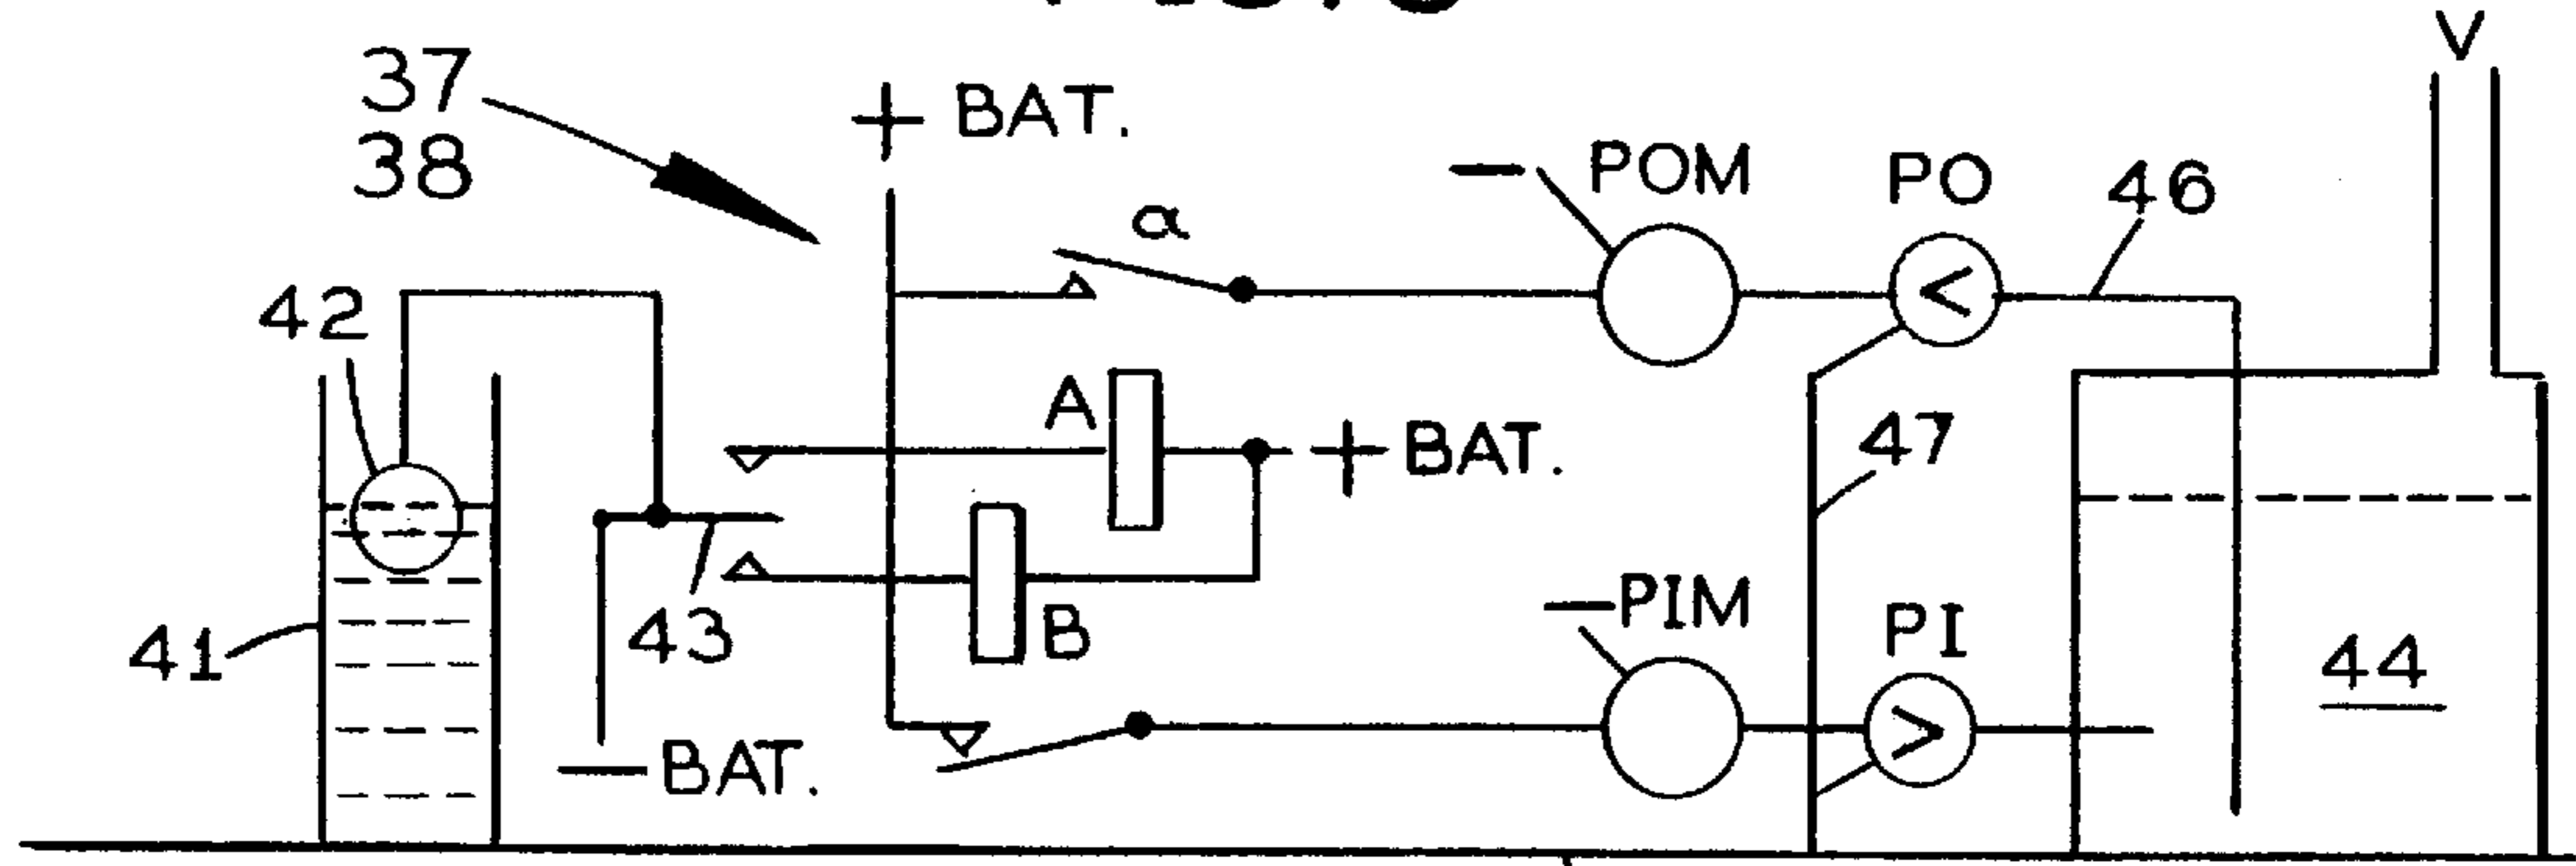 37
38
+ BAT.
V
− POM
PO
46
a
42
A
+ BAT.
47
41
43
B
− PIM
PI
44
− BAT.